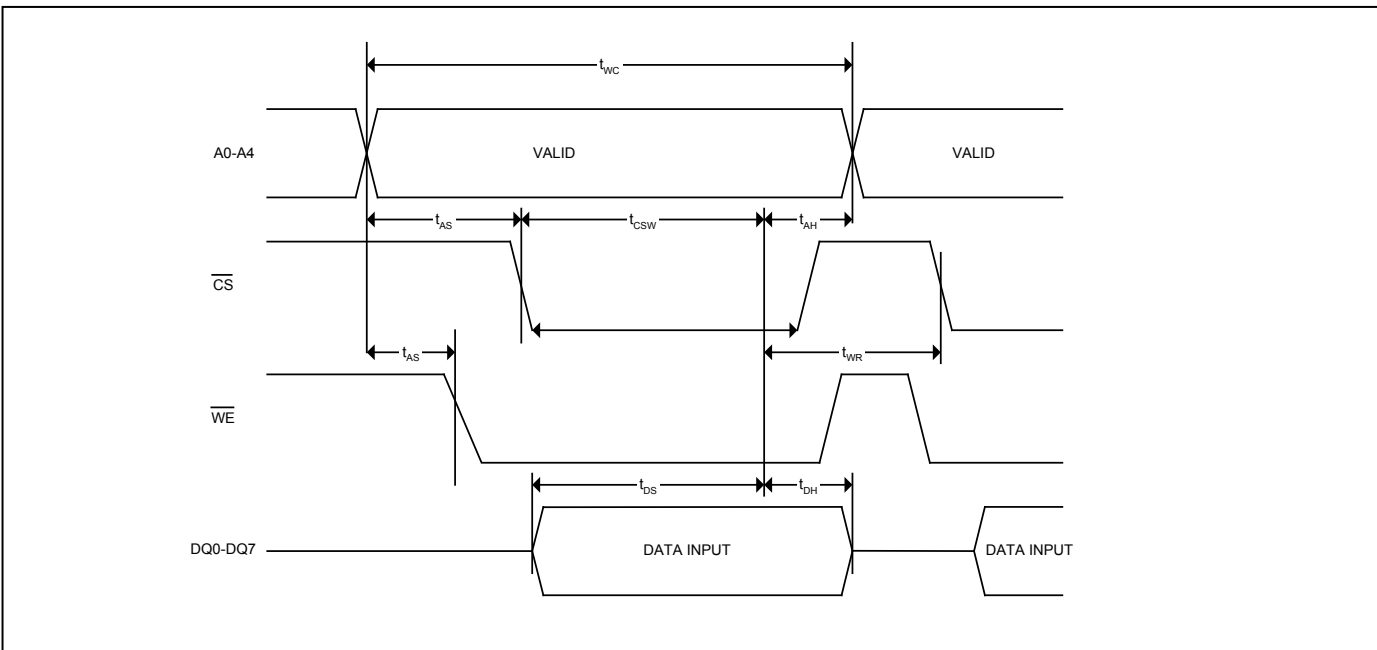 tWC
A0-A4 VALID VALID
tAS tCSW tAH
CS
tAS tWR
WE
tDS tDH
DQ0-DQ7 DATA INPUT DATA INPUT